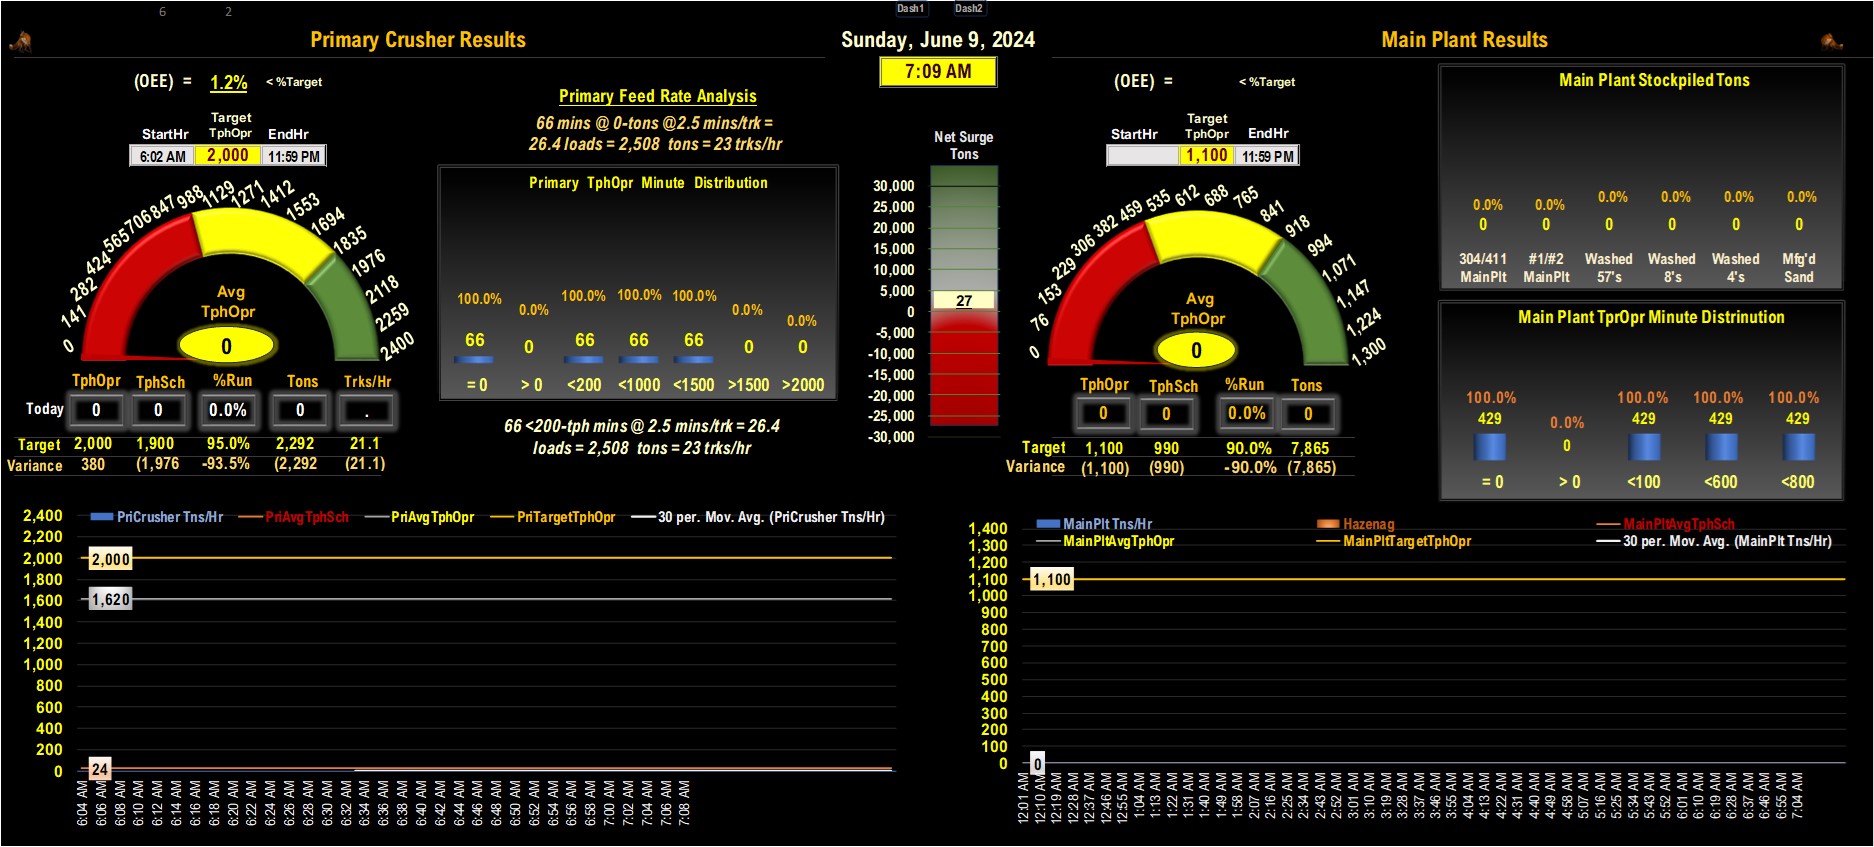 6 2
Dash1 Dash2
Primary Crusher Results
Sunday, June 9, 2024
Main Plant Results
7:09 AM
(OEE) = 1.2% < %Target
StartHr Target TphOpr EndHr
6:02 AM 2,000 11:59 PM
0 141 282 424 565 706 847 988 1129 1271 1412 1553 1694 1835 1976 2118 2259 2400
Avg
TphOpr
0
TphOpr TphSch %Run Tons Trks/Hr
Today 0 0 0.0% 0 .
Target 2,000 1,900 95.0% 2,292 21.1
Variance 380 (1,976 -93.5% (2,292 (21.1)
Primary Feed Rate Analysis
66 mins @ 0-tons @2.5 mins/trk =
26.4 loads = 2,508 tons = 23 trks/hr
Primary TphOpr Minute Distribution
100.0% 0.0% 100.0% 100.0% 100.0% 0.0% 0.0%
66 0 66 66 66 0 0
= 0 > 0 <200 <1000 <1500 >1500 >2000
66 <200-tph mins @ 2.5 mins/trk = 26.4
loads = 2,508 tons = 23 trks/hr
Net Surge
Tons
30,000
25,000
20,000
15,000
10,000
5,000
27
0
-5,000
-10,000
-15,000
-20,000
-25,000
-30,000
(OEE) = < %Target
StartHr Target TphOpr EndHr
1,100 11:59 PM
0 76 153 229 306 382 459 535 612 688 765 841 918 994 1,071 1,147 1,224 1,300
Avg
TphOpr
0
TphOpr TphSch %Run Tons
0 0 0.0% 0
Target 1,100 990 90.0% 7,865
Variance (1,100) (990) -90.0% (7,865)
Main Plant Stockpiled Tons
0.0% 0.0% 0.0% 0.0% 0.0% 0.0%
0 0 0 0 0 0
304/411 #1/#2 Washed Washed Washed Mfg'd
MainPlt MainPlt 57's 8's 4's Sand
Main Plant TprOpr Minute Distrinution
100.0% 0.0% 100.0% 100.0% 100.0%
429 0 429 429 429
= 0 > 0 <100 <600 <800
PriCrusher Tns/Hr PriAvgTphSch PriAvgTphOpr PriTargetTphOpr 30 per. Mov. Avg. (PriCrusher Tns/Hr)
2,400
2,200
2,000 2,000
1,800
1,600 1,620
1,400
1,200
1,000
800
600
400
200
0 24
6:04 AM 6:06 AM 6:08 AM 6:10 AM 6:12 AM 6:14 AM 6:16 AM 6:18 AM 6:20 AM 6:22 AM 6:24 AM 6:26 AM 6:28 AM 6:30 AM 6:32 AM 6:34 AM 6:36 AM 6:38 AM 6:40 AM 6:42 AM 6:44 AM 6:46 AM 6:48 AM 6:50 AM 6:52 AM 6:54 AM 6:56 AM 6:58 AM 7:00 AM 7:02 AM 7:04 AM 7:06 AM 7:08 AM
MainPlt Tns/Hr Hazenag MainPltAvgTphSch
MainPltAvgTphOpr MainPltTargetTphOpr 30 per. Mov. Avg. (MainPlt Tns/Hr)
1,400
1,300
1,200
1,100 1,100
1,000
900
800
700
600
500
400
300
200
100
0 0
12:01 AM 12:10 AM 12:19 AM 12:28 AM 12:37 AM 12:46 AM 12:55 AM 1:04 AM 1:13 AM 1:22 AM 1:31 AM 1:40 AM 1:49 AM 1:58 AM 2:07 AM 2:16 AM 2:25 AM 2:34 AM 2:43 AM 2:52 AM 3:01 AM 3:10 AM 3:19 AM 3:28 AM 3:37 AM 3:46 AM 3:55 AM 4:04 AM 4:13 AM 4:22 AM 4:31 AM 4:40 AM 4:49 AM 4:58 AM 5:07 AM 5:16 AM 5:25 AM 5:34 AM 5:43 AM 5:52 AM 6:01 AM 6:10 AM 6:19 AM 6:28 AM 6:37 AM 6:46 AM 6:55 AM 7:04 AM